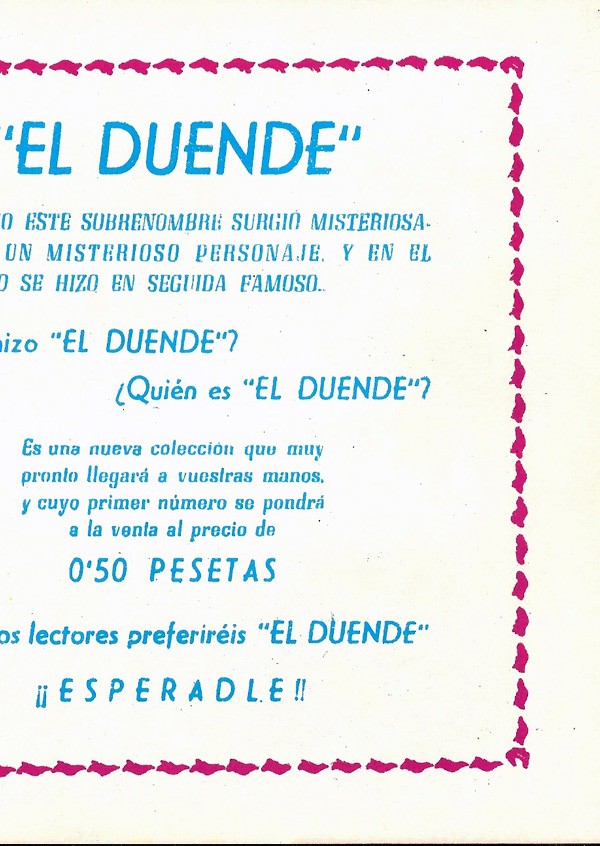 "EL DUENDE"
O ESTE SOBRENOMBRE SURGIÓ MISTERIOSA-
UN MISTERIOSO PERSONAJE, Y EN EL
O SE HIZO EN SEGUIDA FAMOSO..
hizo "EL DUENDE"?
¿Quién es "EL DUENDE"?
Es una nueva colección que muy
pronto llegará a vuestras manos,
y cuyo primer número se pondrá
a la venta al precio de
0'50 PESETAS
os lectores preferiréis "EL DUENDE"
¡¡ESPERADLE!!